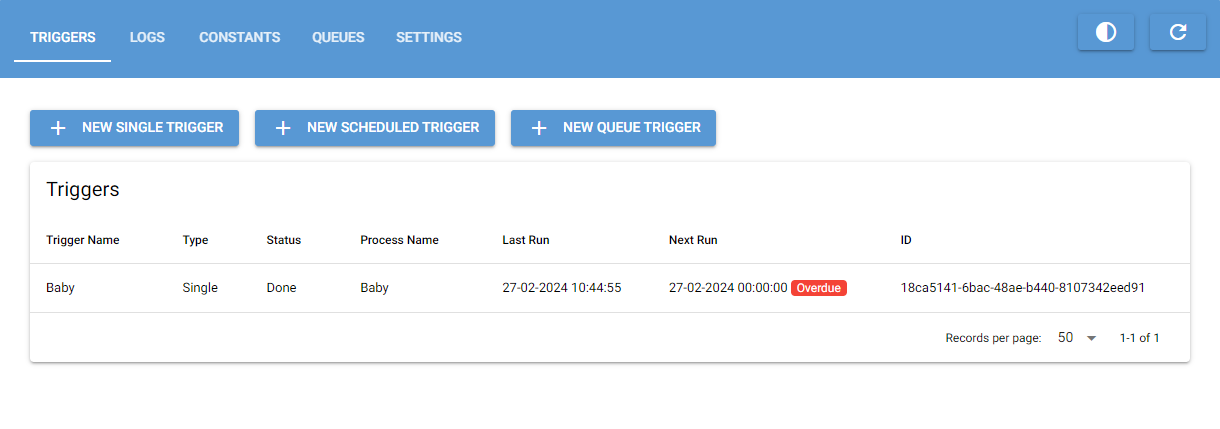 TRIGGERS LOGS CONSTANTS QUEUES SETTINGS
NEW SINGLE TRIGGER NEW SCHEDULED TRIGGER NEW QUEUE TRIGGER
Triggers
Trigger Name Type Status Process Name Last Run Next Run ID
Baby Single Done Baby 27-02-2024 10:44:55 27-02-2024 00:00:00 Overdue 18ca5141-6bac-48ae-b440-8107342eed91
Records per page: 50 1-1 of 1